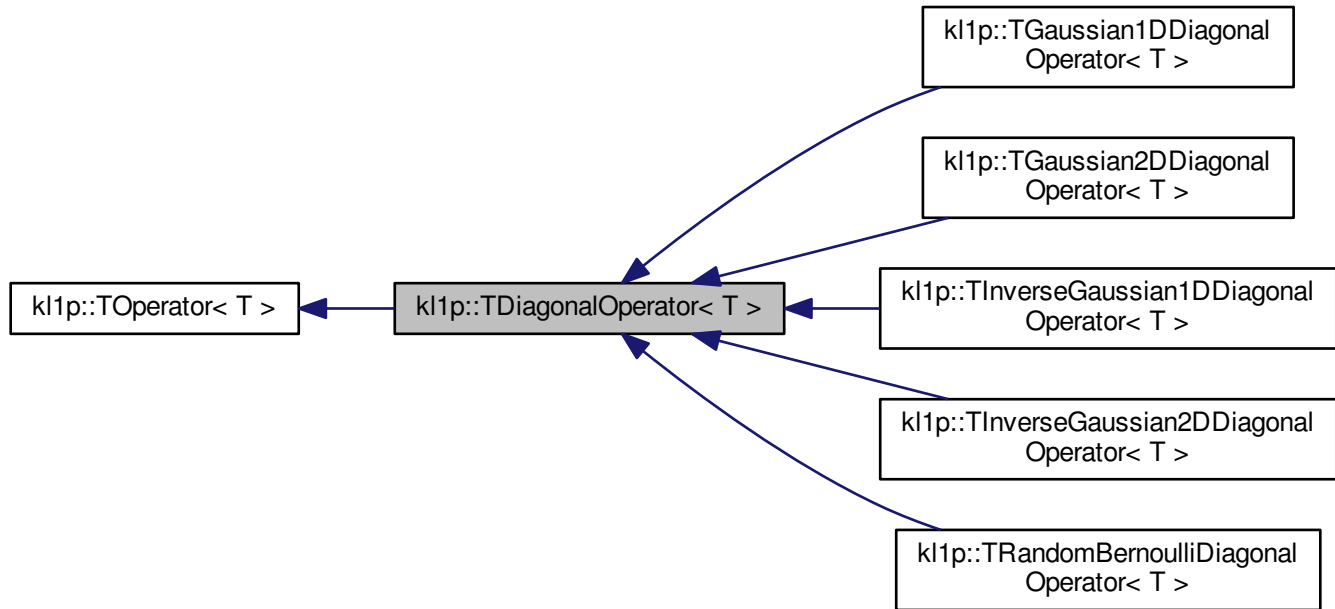 kl1p::TGaussian1DDiagonal
Operator< T >
kl1p::TGaussian2DDiagonal
Operator< T >
kl1p::TOperator< T >
kl1p::TDiagonalOperator< T >
kl1p::TInverseGaussian1DDiagonal
Operator< T >
kl1p::TInverseGaussian2DDiagonal
Operator< T >
kl1p::TRandomBernoulliDiagonal
Operator< T >